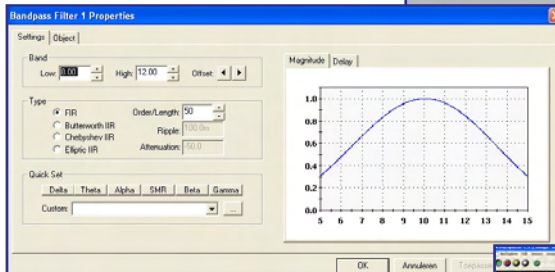 Bandpass Filter 1 Properties
Settings Object
Band
Low: 8.00 High: 12.00 Offset:
Type
FIR
Butterworth IIR
Chebyshev IIR
Elliptic IIR
Order/Length: 50
Ripple: 100.0m
Attenuation: -50.0
Quick Set
Delta Theta Alpha SMR Beta Gamma
Custom: ...
Magnitude Delay
1.0
0.8
0.6
0.4
0.2
0.0
5 6 7 8 9 10 11 12 13 14 15
OK Annuleren Toepassen